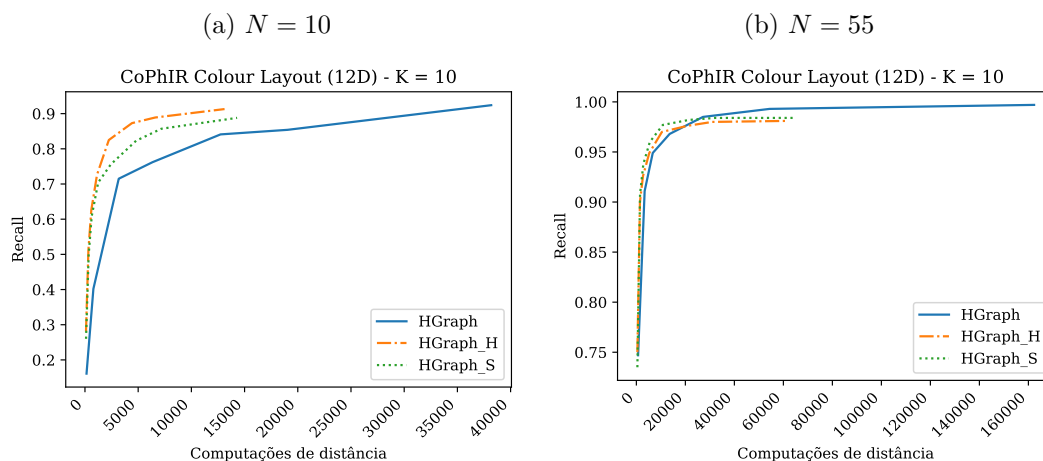 (a) N = 10
CoPhIR Colour Layout (12D) - K = 10
Recall
0.9
0.8
0.7
0.6
0.5
0.4
0.3
0.2
HGraph
HGraph_H
HGraph_S
0
5000
10000
15000
20000
25000
30000
35000
40000
Computações de distância
(b) N = 55
CoPhIR Colour Layout (12D) - K = 10
Recall
1.00
0.95
0.90
0.85
0.80
0.75
HGraph
HGraph_H
HGraph_S
0
20000
40000
60000
80000
100000
120000
140000
160000
Computações de distância